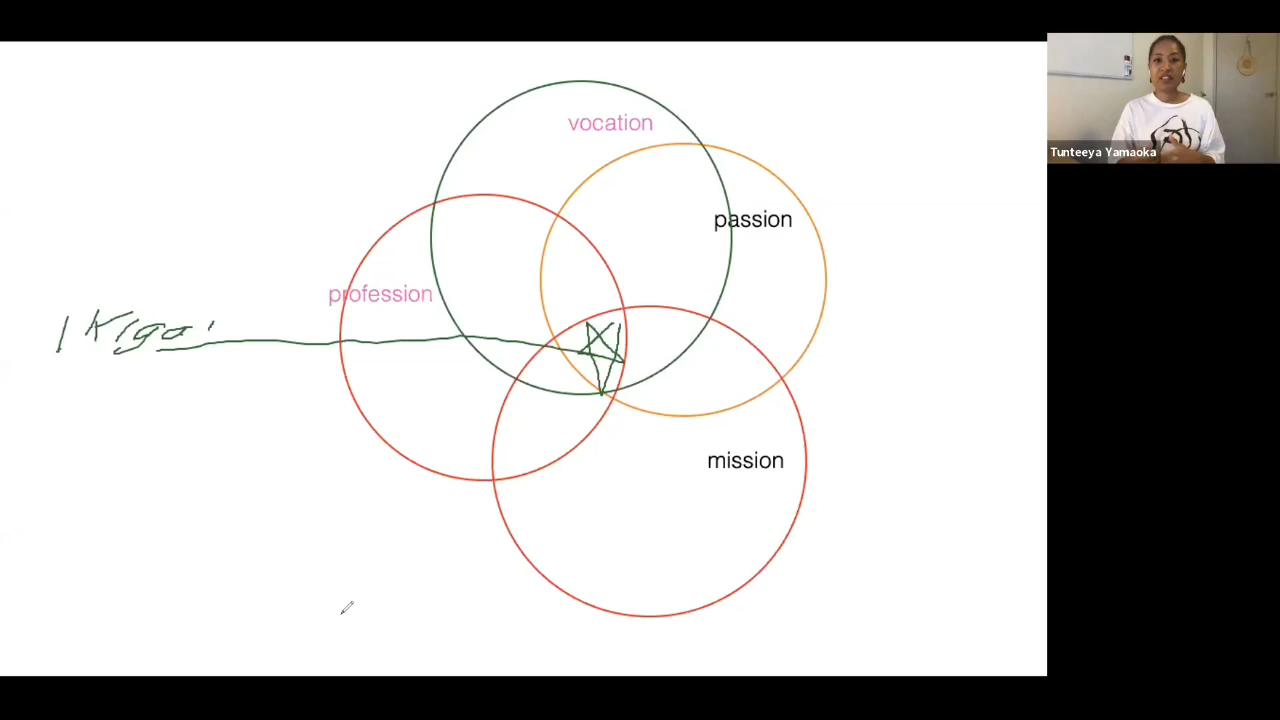 vocation
passion
profession
Ikigai
mission
Tunteeya Yamaoka